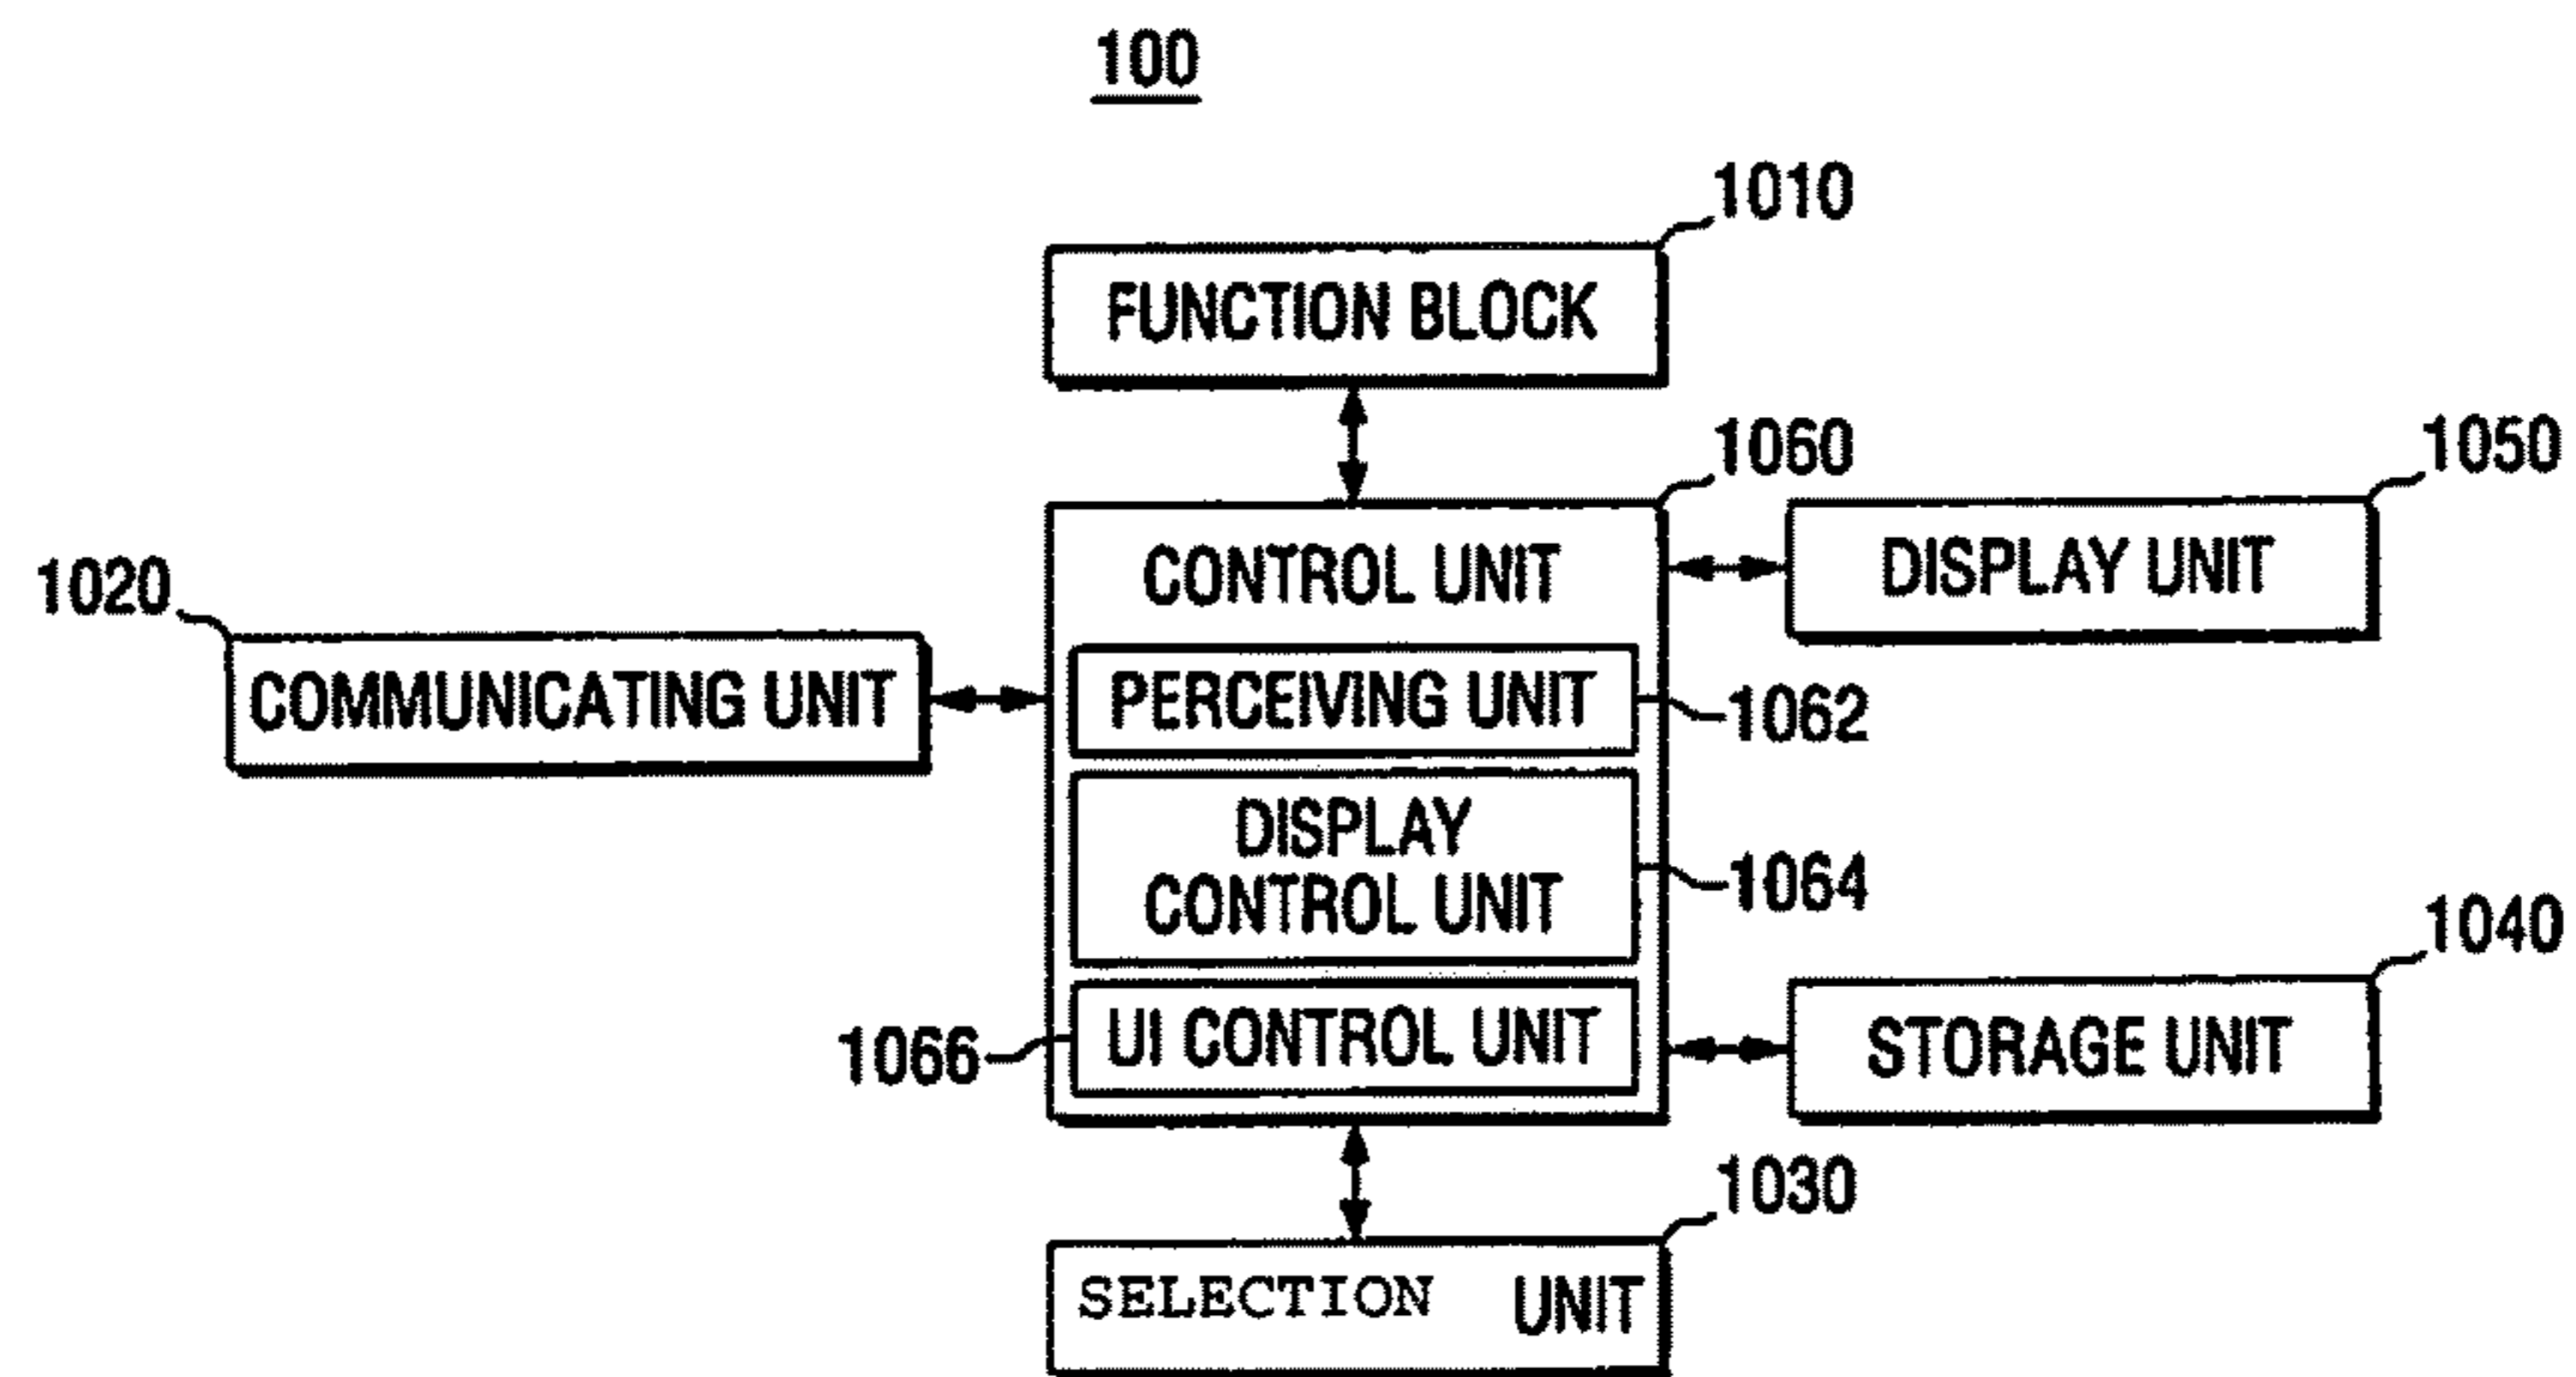 100
1010
FUNCTION BLOCK
1060
1050
CONTROL UNIT
DISPLAY UNIT
1020
COMMUNICATING UNIT
PERCEIVING UNIT
1062
DISPLAY
CONTROL UNIT
1064
1040
1066
UI CONTROL UNIT
STORAGE UNIT
1030
SELECTION UNIT